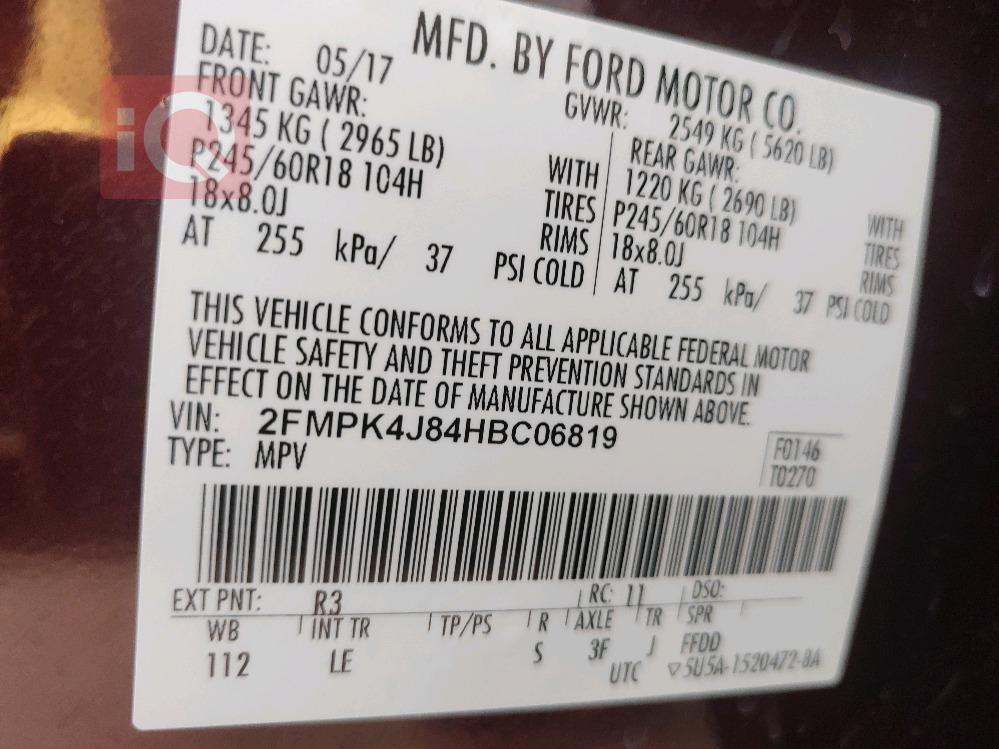 MFD. BY FORD MOTOR CO.
DATE: 05/17
GVWR: 2549 KG ( 5620 LB)
FRONT GAWR:
1345 KG ( 2965 LB) WITH
P245/60R18 104H TIRES
18x8.0J RIMS
AT 255 kPa/ 37 PSI COLD
REAR GAWR:
1220 KG ( 2690 LB) WITH
P245/60R18 104H TIRES
18x8.0J RIMS
AT 255 kPa/ 37 PSI COLD
THIS VEHICLE CONFORMS TO ALL APPLICABLE FEDERAL MOTOR
VEHICLE SAFETY AND THEFT PREVENTION STANDARDS IN
EFFECT ON THE DATE OF MANUFACTURE SHOWN ABOVE.
VIN: 2FMPK4J84HBC06819
TYPE: MPV
F0146
T0270
EXT PNT: R3 RC: 11 DSO:
WB INT TR TP/PS R AXLE TR SPR
112 LE S 3F J FFDD
UTC ▽5U5A-1520472-BA
iQ